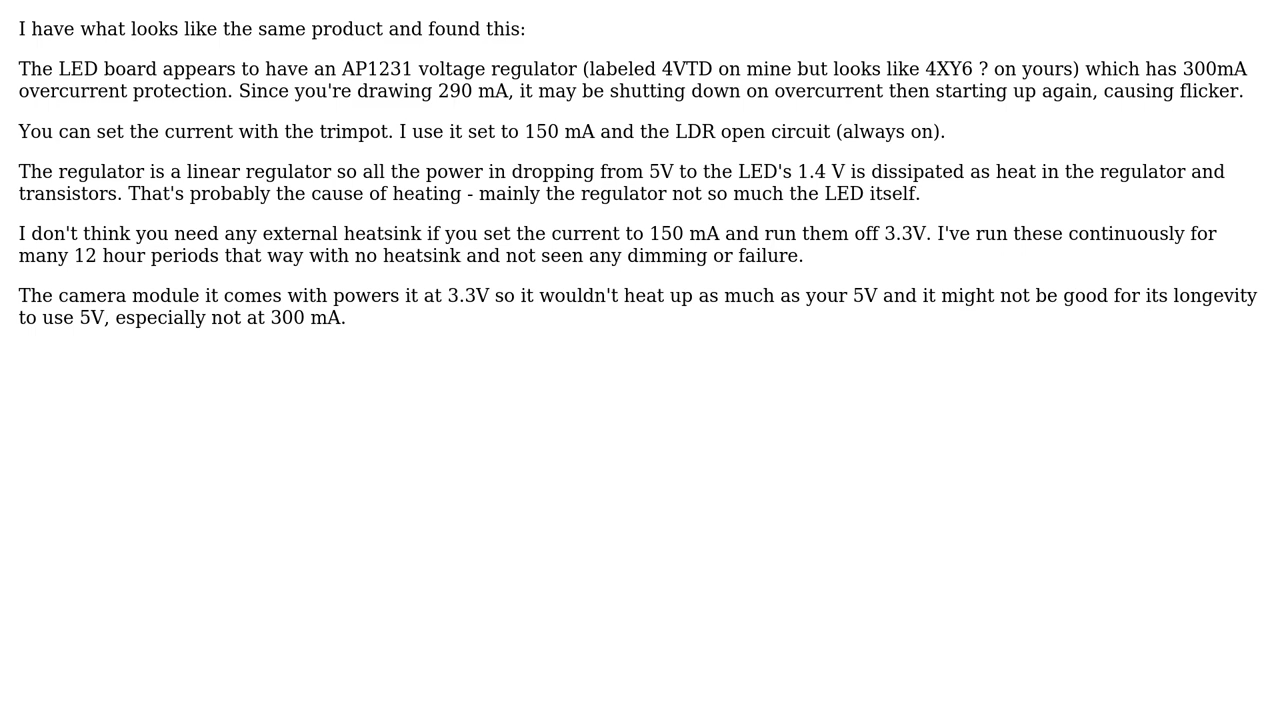 I have what looks like the same product and found this:
The LED board appears to have an AP1231 voltage regulator (labeled 4VTD on mine but looks like 4XY6 ? on yours) which has 300mA
overcurrent protection. Since you're drawing 290 mA, it may be shutting down on overcurrent then starting up again, causing flicker.
You can set the current with the trimpot. I use it set to 150 mA and the LDR open circuit (always on).
The regulator is a linear regulator so all the power in dropping from 5V to the LED's 1.4 V is dissipated as heat in the regulator and
transistors. That's probably the cause of heating - mainly the regulator not so much the LED itself.
I don't think you need any external heatsink if you set the current to 150 mA and run them off 3.3V. I've run these continuously for
many 12 hour periods that way with no heatsink and not seen any dimming or failure.
The camera module it comes with powers it at 3.3V so it wouldn't heat up as much as your 5V and it might not be good for its longevity
to use 5V, especially not at 300 mA.